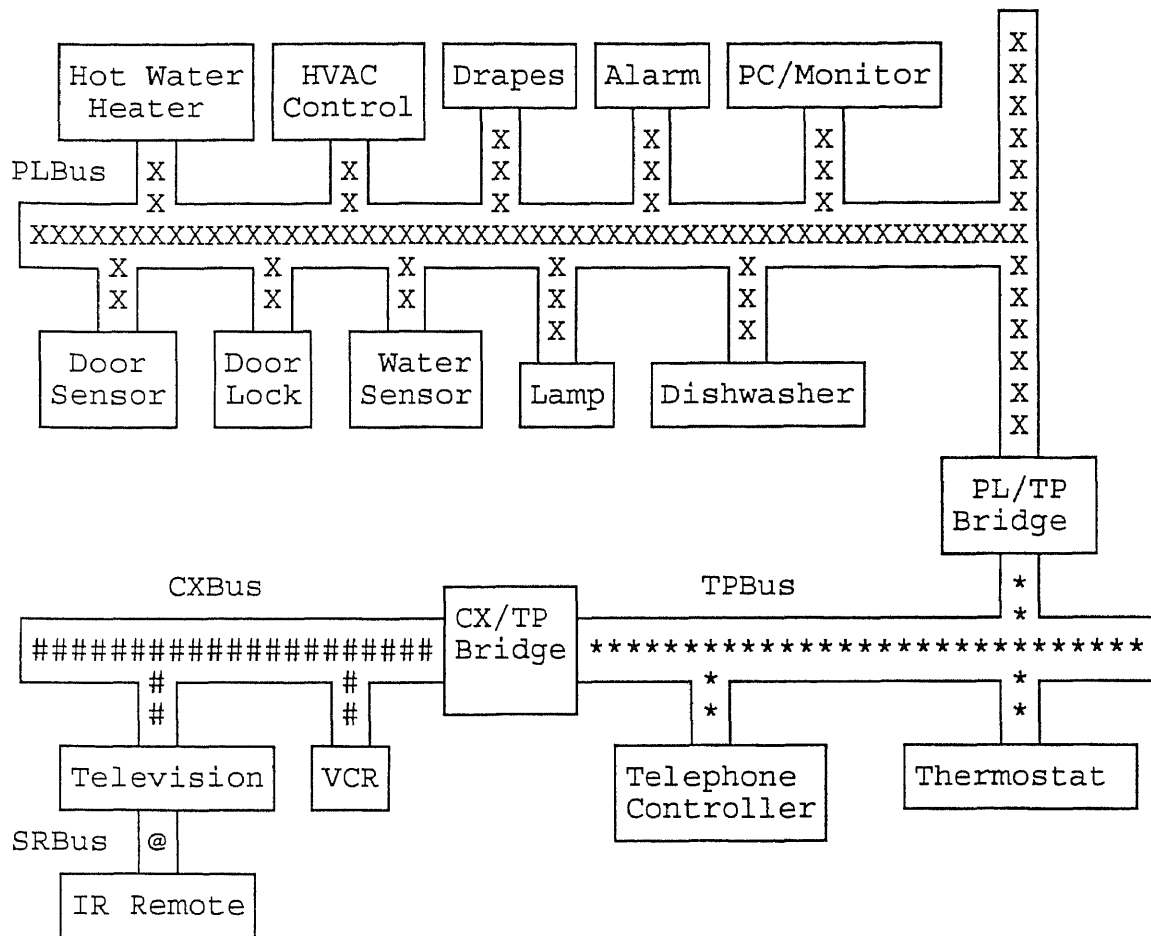 Hot Water
Heater
HVAC
Control
Drapes
Alarm
PC/Monitor
PLBus
Door
Sensor
Door
Lock
Water
Sensor
Lamp
Dishwasher
PL/TP
Bridge
CXBus
CX/TP
Bridge
TPBus
Television
VCR
Telephone
Controller
Thermostat
SRBus
@
IR Remote